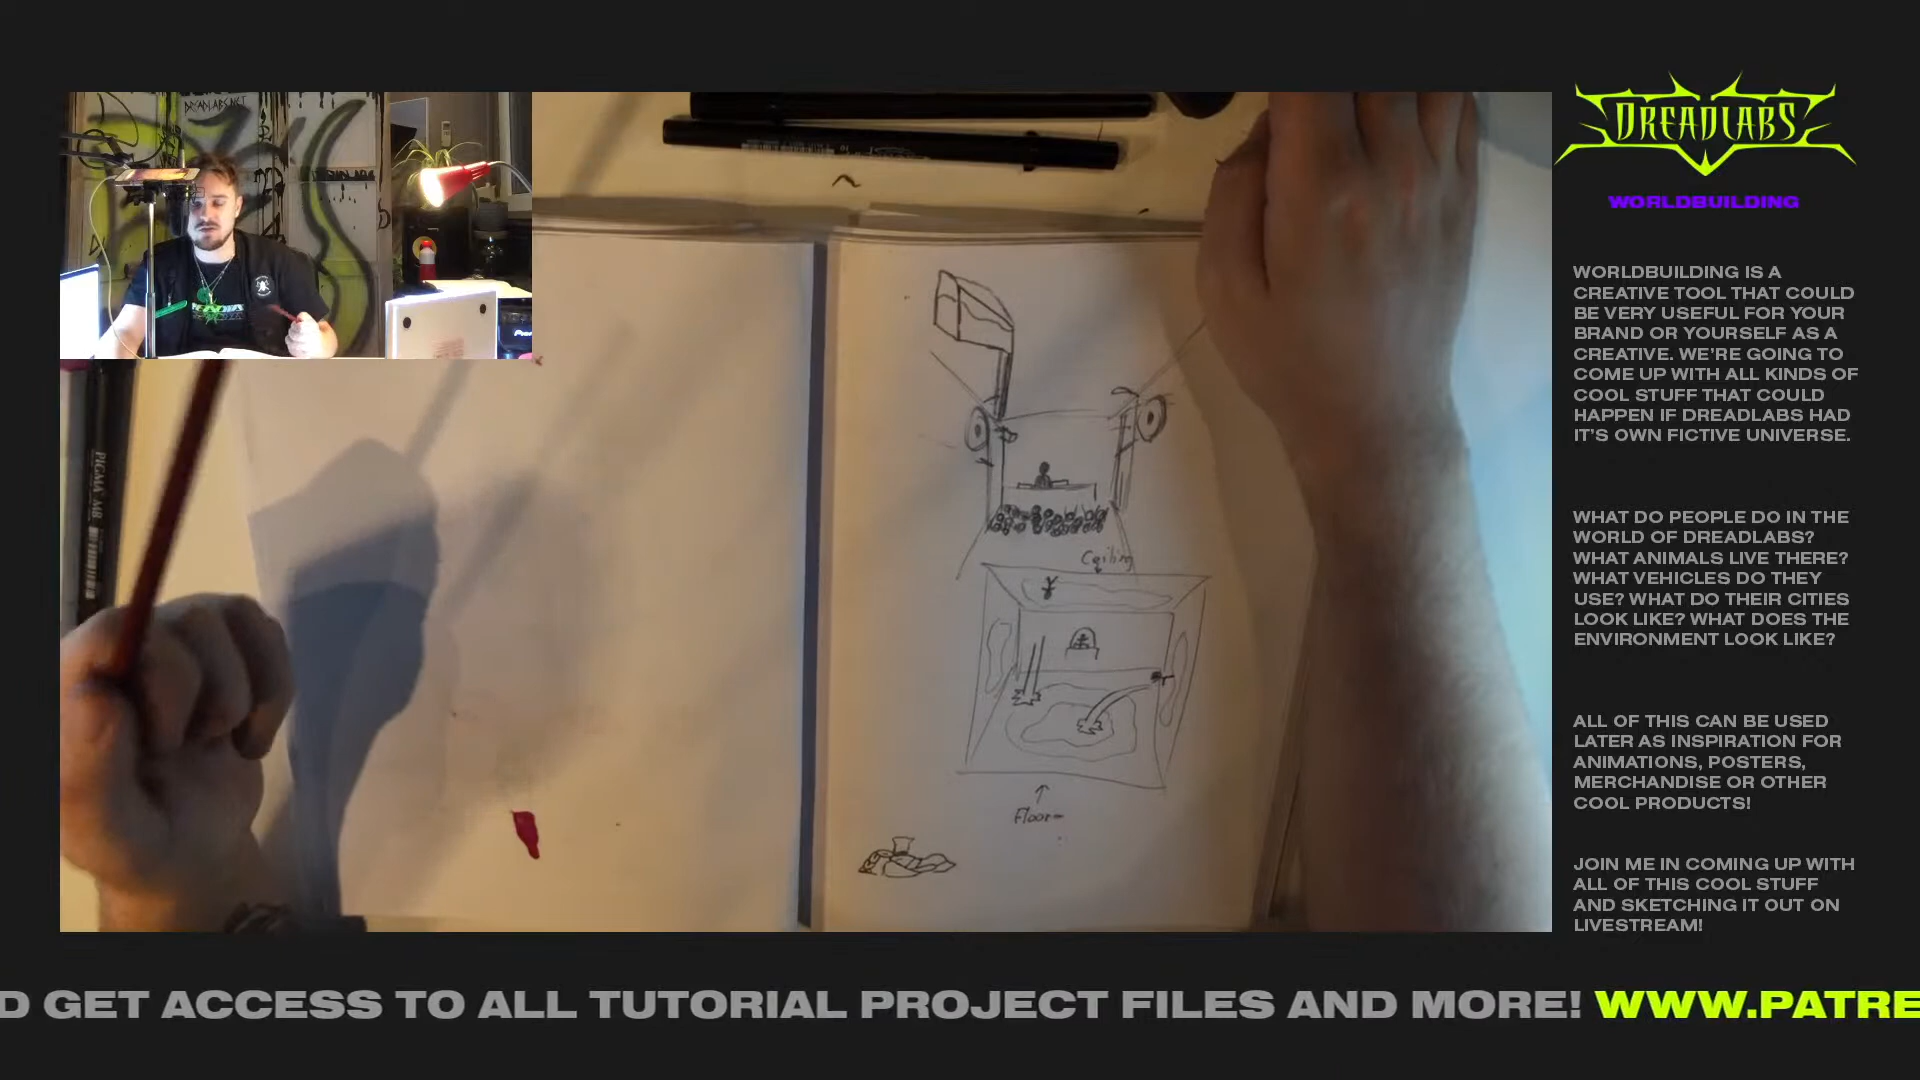 DREADLABS.NET
DREADLABS
WORLDBUILDING
WORLDBUILDING IS A
CREATIVE TOOL THAT COULD
BE VERY USEFUL FOR YOUR
BRAND OR YOURSELF AS A
CREATIVE. WE'RE GOING TO
COME UP WITH ALL KINDS OF
COOL STUFF THAT COULD
HAPPEN IF DREADLABS HAD
IT'S OWN FICTIVE UNIVERSE.
WHAT DO PEOPLE DO IN THE
WORLD OF DREADLABS?
WHAT ANIMALS LIVE THERE?
WHAT VEHICLES DO THEY
USE? WHAT DO THEIR CITIES
LOOK LIKE? WHAT DOES THE
ENVIRONMENT LOOK LIKE?
ALL OF THIS CAN BE USED
LATER AS INSPIRATION FOR
ANIMATIONS, POSTERS,
MERCHANDISE OR OTHER
COOL PRODUCTS!
JOIN ME IN COMING UP WITH
ALL OF THIS COOL STUFF
AND SKETCHING IT OUT ON
LIVESTREAM!
PIGMA MB
Ceiling
Floor
D GET ACCESS TO ALL TUTORIAL PROJECT FILES AND MORE! WWW.PATRE